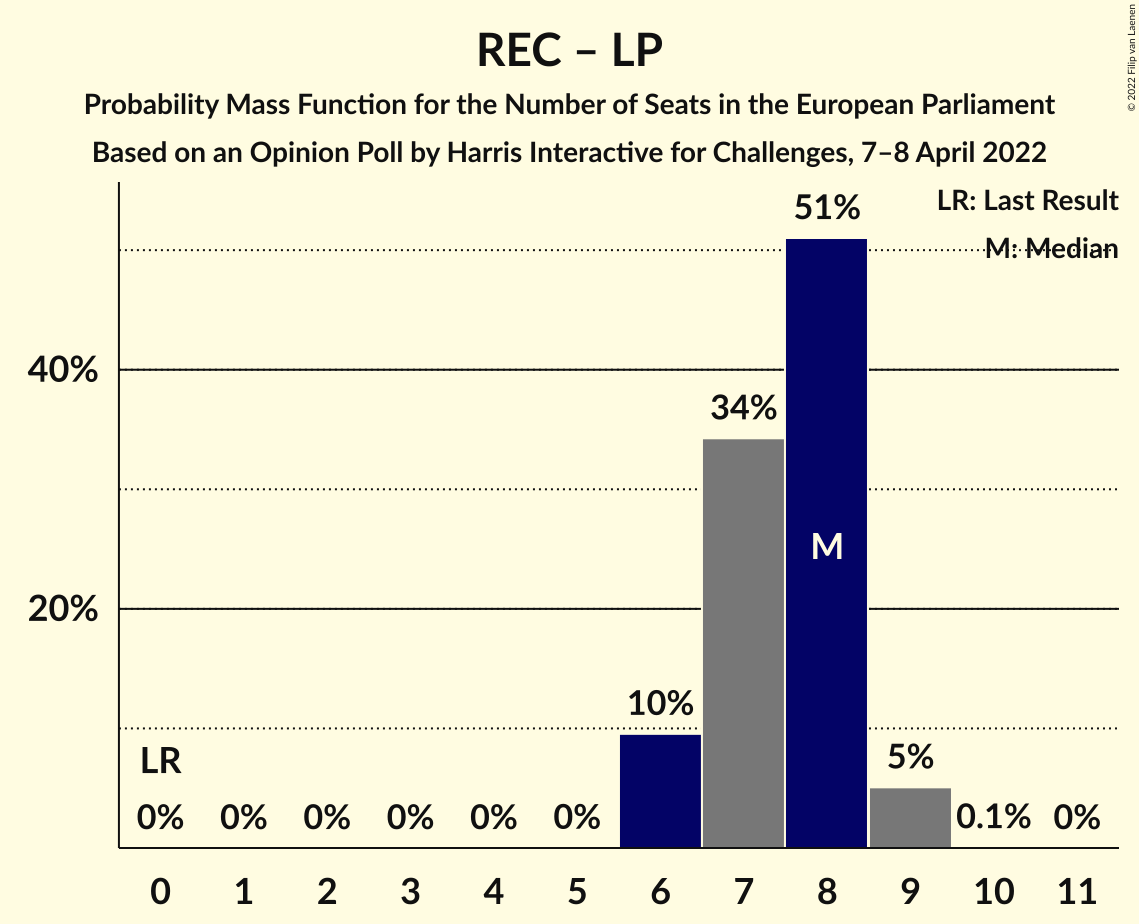 REC – LP
Probability Mass Function for the Number of Seats in the European Parliament
Based on an Opinion Poll by Harris Interactive for Challenges, 7–8 April 2022
© 2022 Filip van Laenen
LR: Last Result
M: Median
51%
40%
34%
M
20%
10%
LR
5%
0% 0% 0% 0% 0% 0% 0.1% 0%
0 1 2 3 4 5 6 7 8 9 10 11